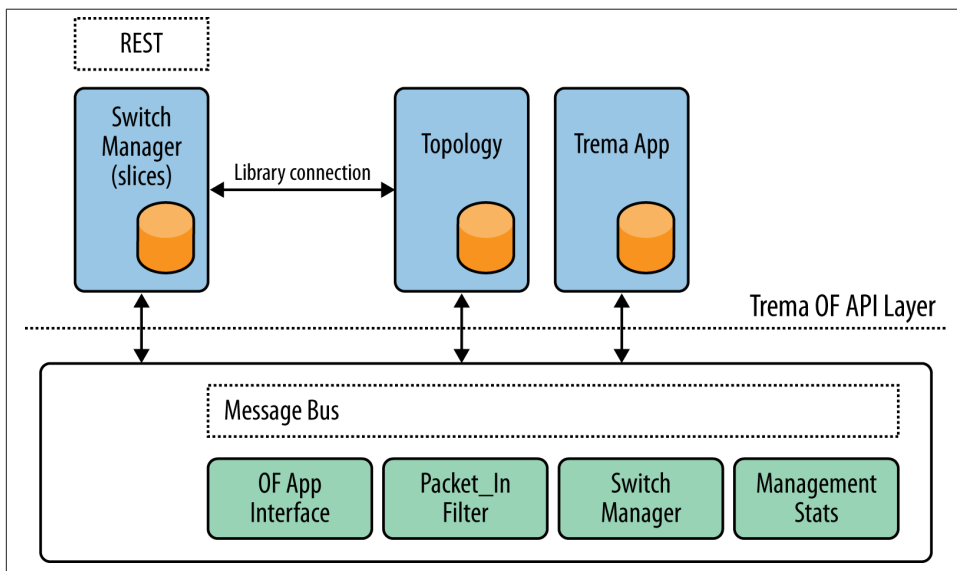 REST
Switch
Manager
(slices)
Library connection
Topology
Trema App
Trema OF API Layer
Message Bus
OF App
Interface
Packet_In
Filter
Switch
Manager
Management
Stats